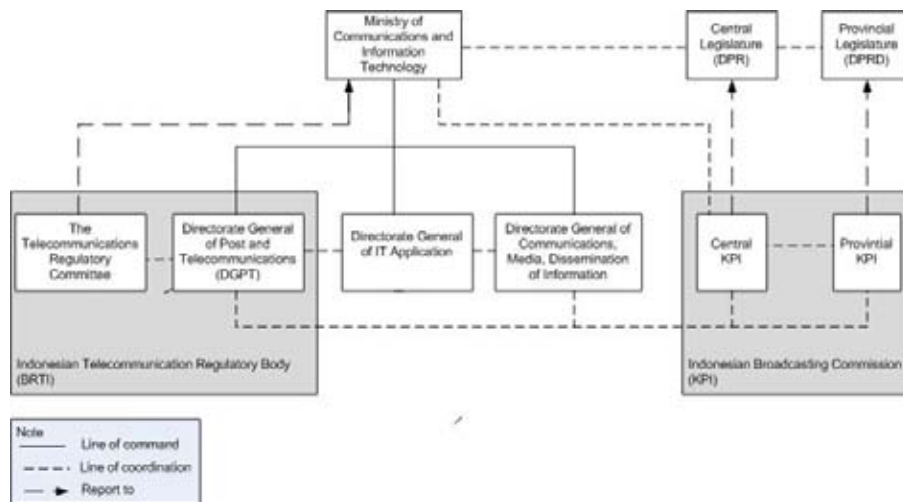 Ministry of
Communications and
Information
Technology
Central
Legislature
(DPR)
Provincial
Legislature
(DPRD)
The
Telecommunications
Regulatory
Committee
Directorate General
of Post and
Telecommunications
(DGPT)
Directorate General
of IT Application
Directorate General of
Communications,
Media, Dissemination
of Information
Central
KPI
Provintial
KPI
Indonesian Telecommunication Regulatory Body
(BRTI)
Indonesian Broadcasting Commission
(KPI)
Note
Line of command
Line of coordination
Report to